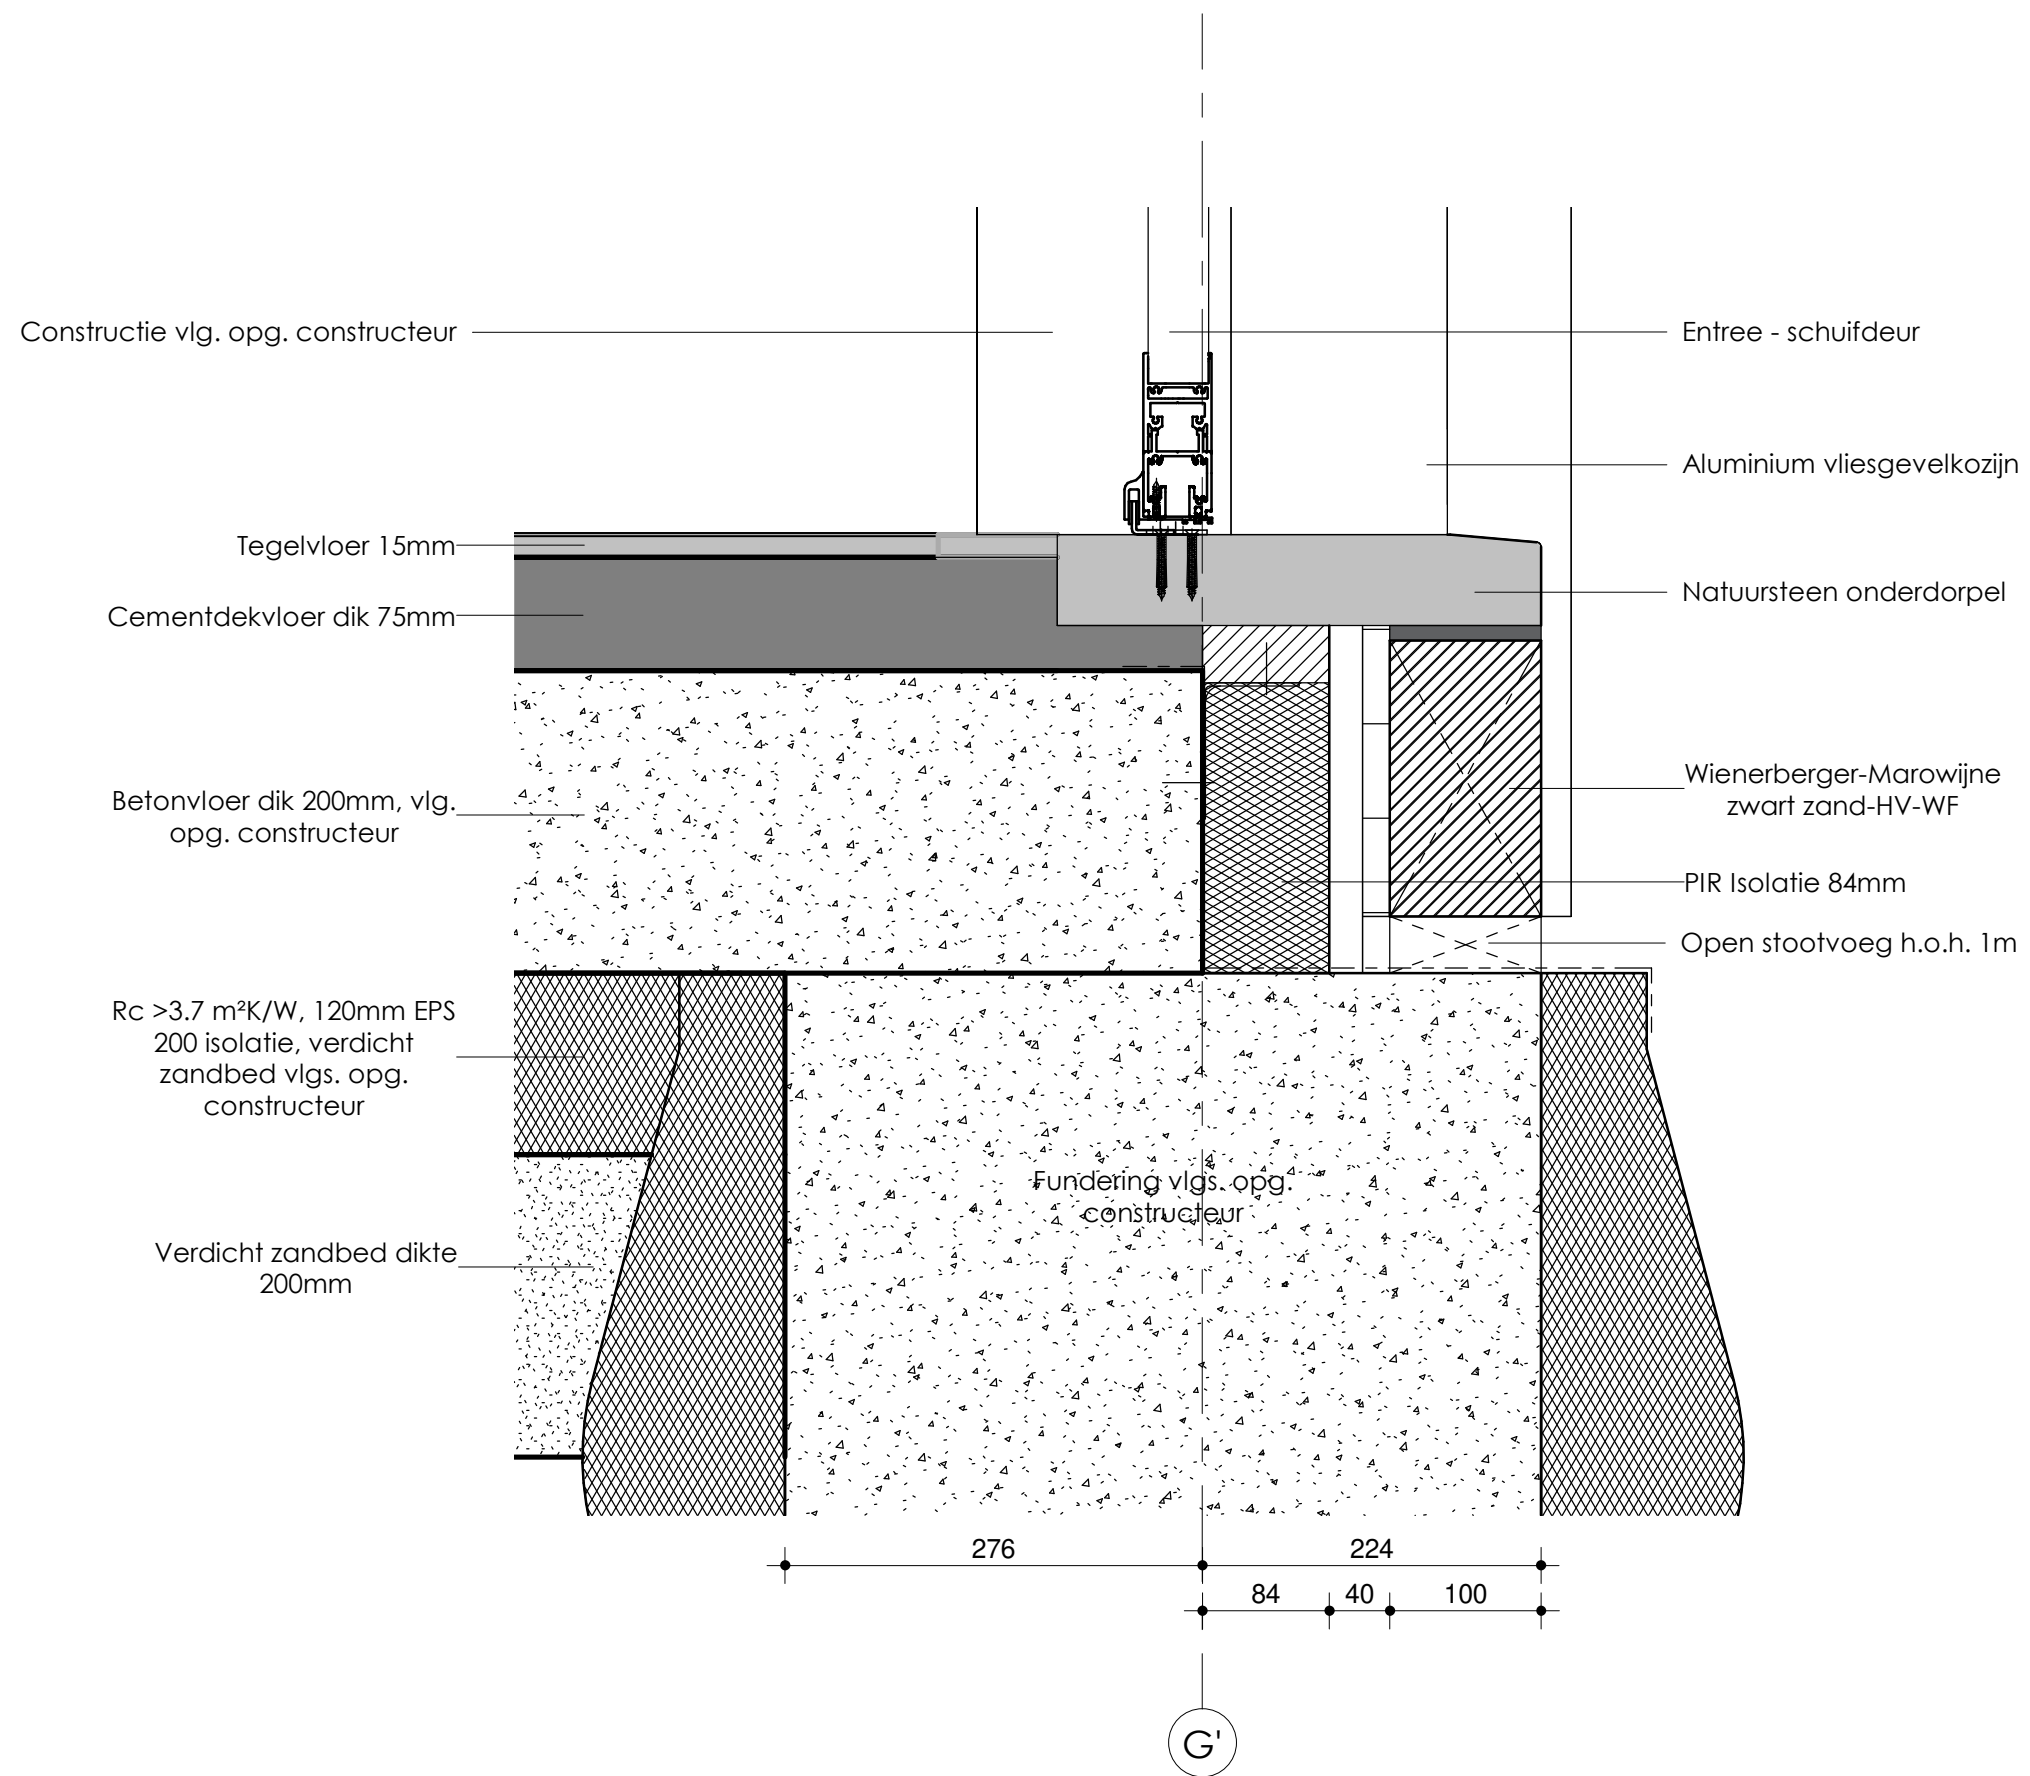 Constructie vlg. opg. constructeur
Entree - schuifdeur
Aluminium vliesgevelkozijn
Tegelvloer 15mm
Natuursteen onderdorpel
Cementdekvloer dik 75mm
Wienerberger-Marowijne
zwart zand-HV-WF
Betonvloer dik 200mm, vlg.
opg. constructeur
PIR Isolatie 84mm
Open stootvoeg h.o.h. 1m
Rc >3.7 m²K/W, 120mm EPS
200 isolatie, verdicht
zandbed vlgs. opg.
constructeur
Fundering vlgs. opg.
constructeur
Verdicht zandbed dikte
200mm
276
224
84
40
100
G'